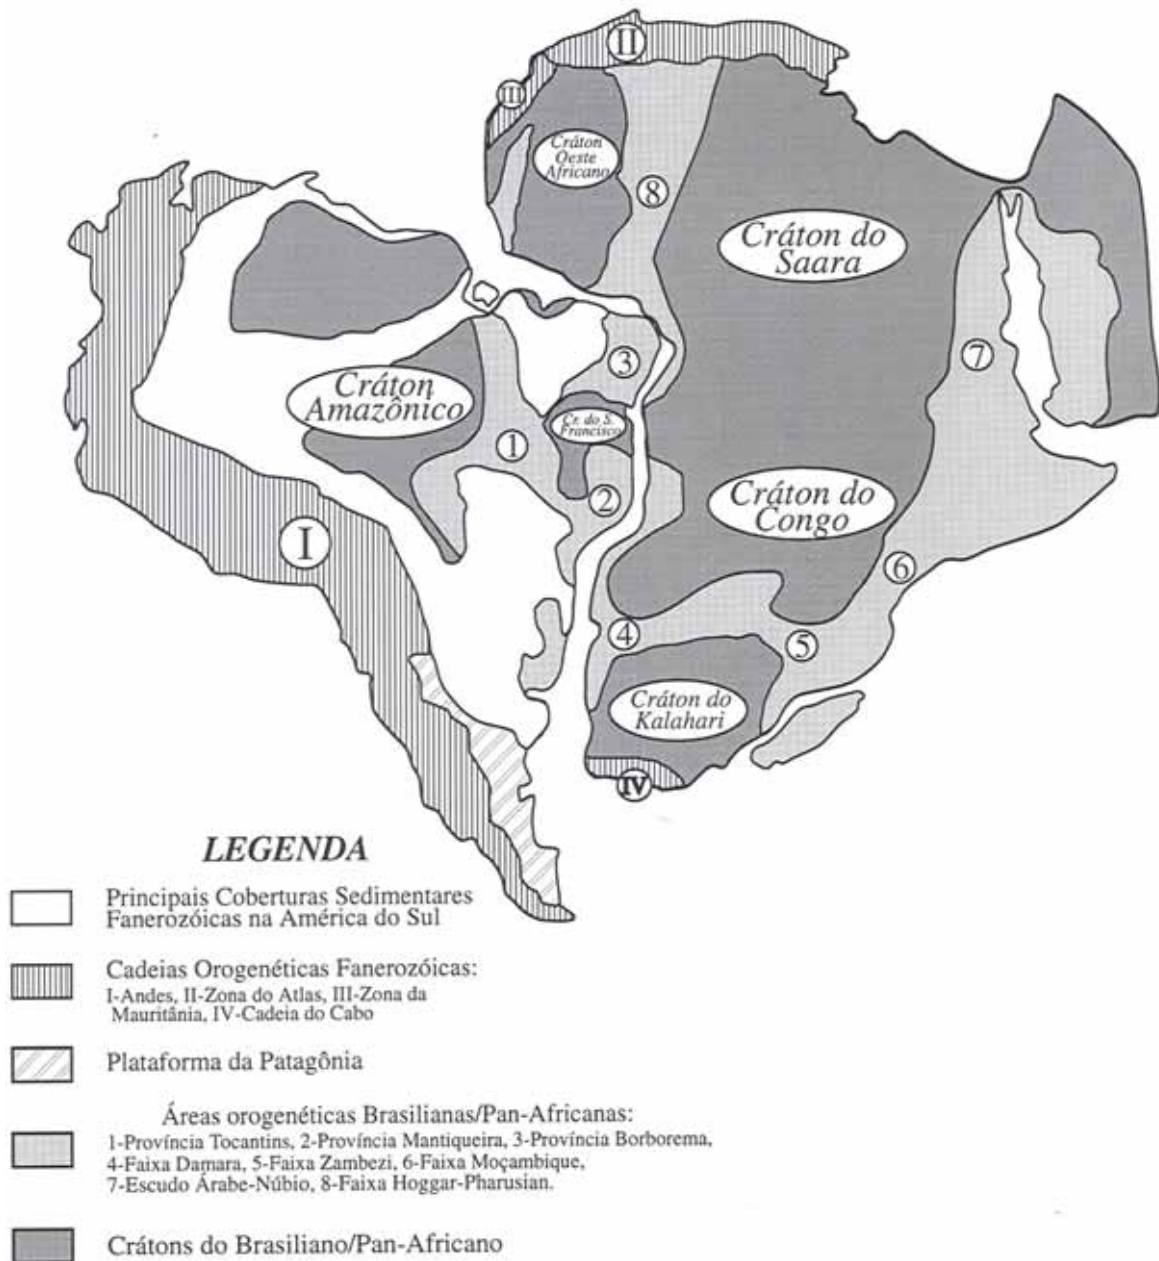 II
III
Cráton
Oeste
Africano
8
Cráton do
Saara
7
3
Cráton
Amazônico
Cr. do S.
Francisco
1
2
Cráton do
Congo
I
6
4
5
Cráton do
Kalahari
IV
LEGENDA
Principais Coberturas Sedimentares
Fanerozóicas na América do Sul
Cadeias Orogenéticas Fanerozóicas:
I-Andes, II-Zona do Atlas, III-Zona da
Mauritânia, IV-Cadeia do Cabo
Plataforma da Patagônia
Áreas orogenéticas Brasilianas/Pan-Africanas:
1-Província Tocantins, 2-Província Mantiqueira, 3-Província Borborema,
4-Faixa Damara, 5-Faixa Zambezi, 6-Faixa Moçambique,
7-Escudo Árabe-Núbio, 8-Faixa Hoggar-Pharusian.
Crátons do Brasiliano/Pan-Africano